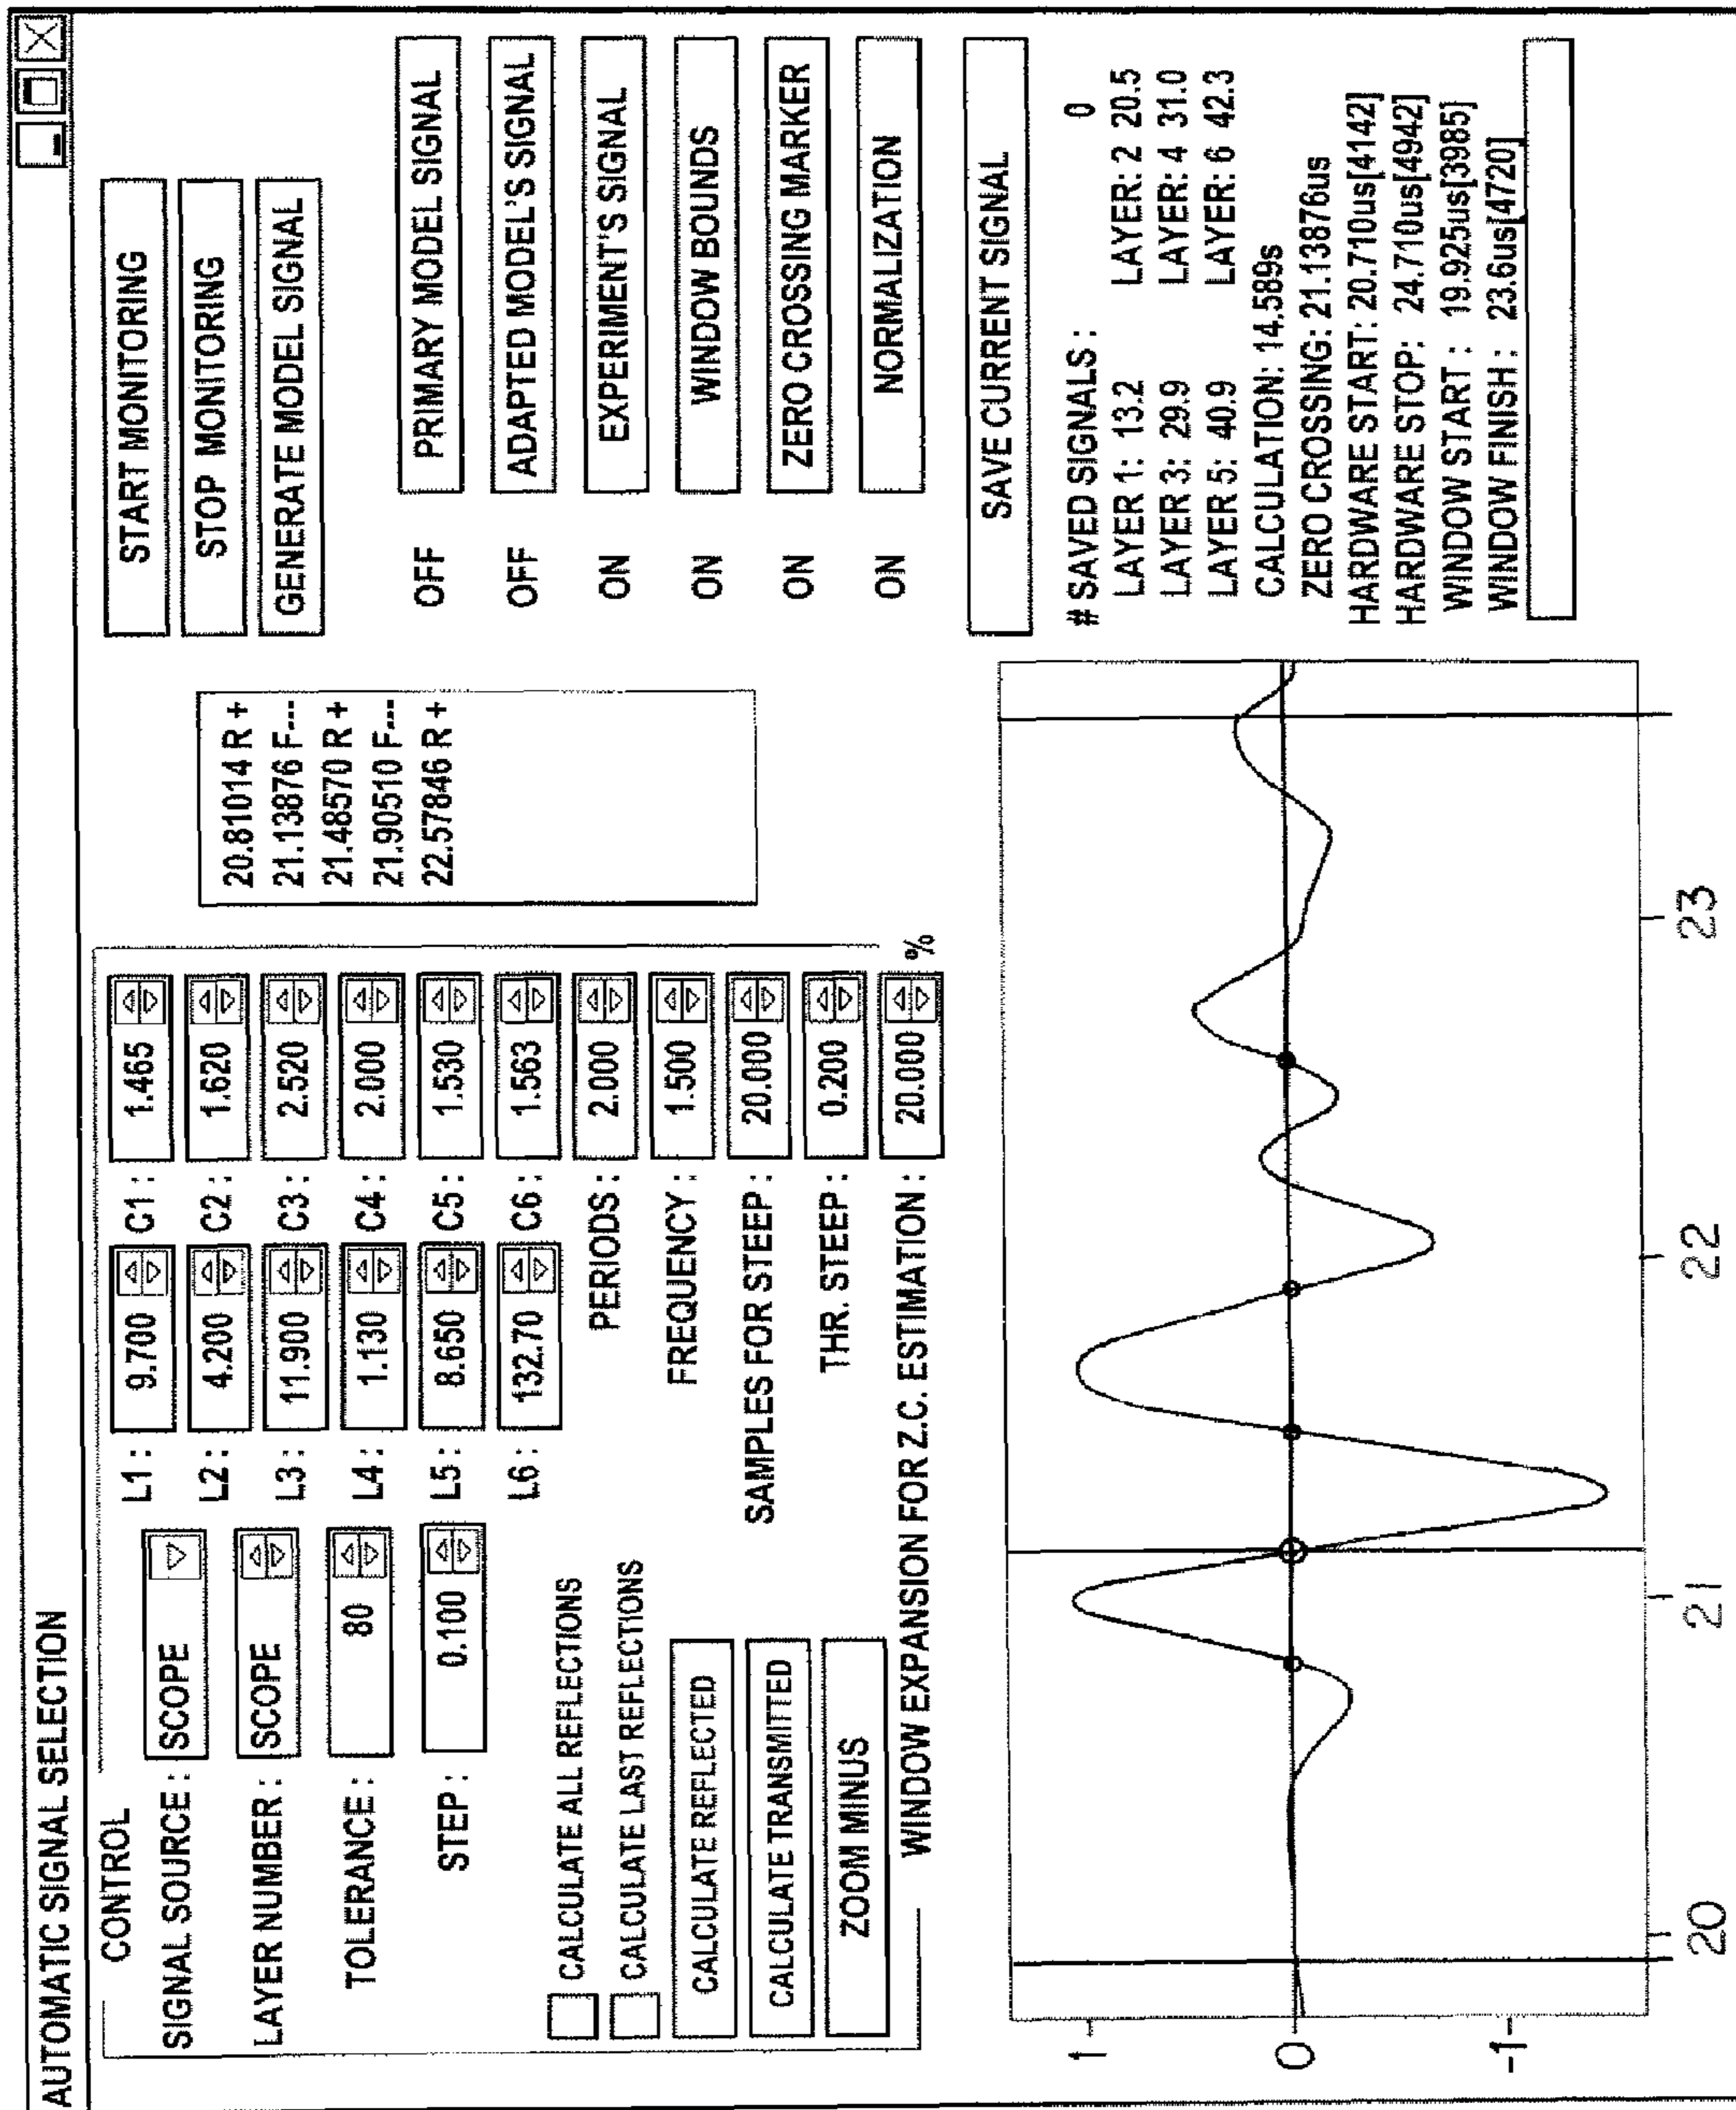 AUTOMATIC SIGNAL SELECTION
CONTROL
SIGNAL SOURCE: SCOPE
LAYER NUMBER: SCOPE
TOLERANCE: 80
STEP: 0.100
L1: 9.700 C1: 1.465
L2: 4.200 C2: 1.620
L3: 11.900 C3: 2.520
L4: 1.130 C4: 2.000
L5: 8.650 C5: 1.530
L6: 132.70 C6: 1.563
CALCULATE ALL REFLECTIONS
CALCULATE LAST REFLECTIONS
CALCULATE REFLECTED
CALCULATE TRANSMITTED
ZOOM MINUS
PERIODS: 2.000
FREQUENCY: 1.500
SAMPLES FOR STEEP: 20.000
THR. STEEP: 0.200
WINDOW EXPANSION FOR Z.C. ESTIMATION: 20.000 %
20.81014 R +
21.13876 F---
21.48570 R +
21.90510 F---
22.57846 R +
START MONITORING
STOP MONITORING
GENERATE MODEL SIGNAL
OFF PRIMARY MODEL SIGNAL
OFF ADAPTED MODEL'S SIGNAL
ON EXPERIMENT'S SIGNAL
ON WINDOW BOUNDS
ON ZERO CROSSING MARKER
ON NORMALIZATION
SAVE CURRENT SIGNAL
# SAVED SIGNALS: 0
LAYER 1: 13.2 LAYER: 2 20.5
LAYER 3: 29.9 LAYER: 4 31.0
LAYER 5: 40.9 LAYER: 6 42.3
CALCULATION: 14.589s
ZERO CROSSING: 21.13876us
HARDWARE START: 20.710us[4142]
HARDWARE STOP: 24.710us[4942]
WINDOW START: 19.925us[3985]
WINDOW FINISH: 23.6us[4720]
1
0
-1
20 21 22 23